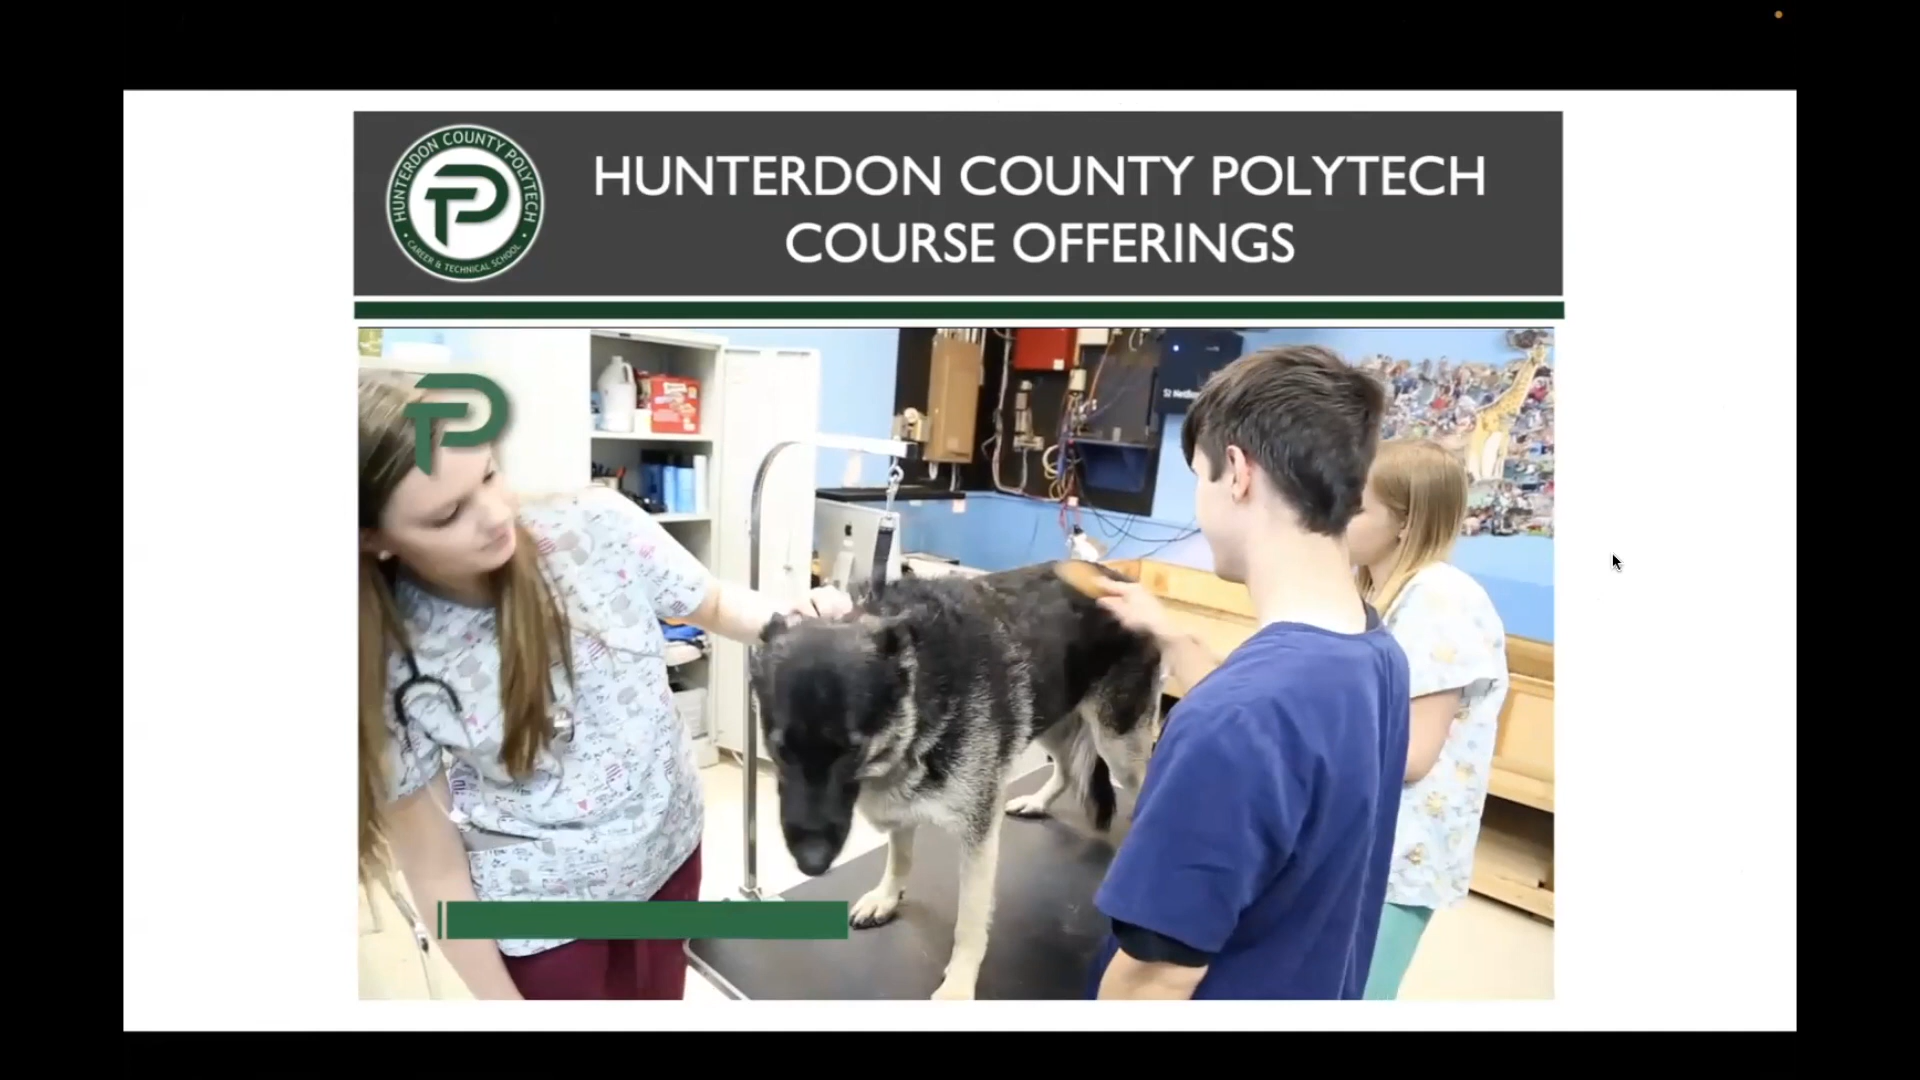 HUNTERDON COUNTY POLYTECH
• CAREER & TECHNICAL SCHOOL •
HUNTERDON COUNTY POLYTECH
COURSE OFFERINGS